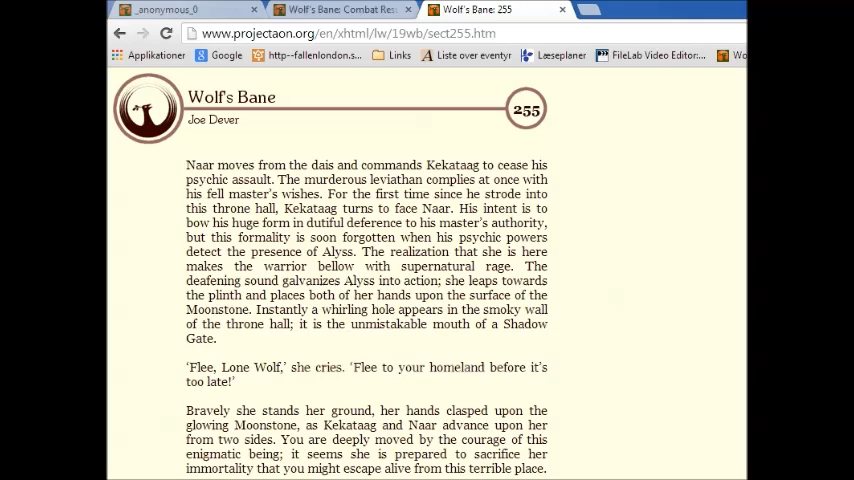 _anonymous_0
Wolf's Bane: Combat Res
Wolf's Bane: 255
www.projectaon.org/en/xhtml/lw/19wb/sect255.htm
Applikationer
Google
http--fallenlondon.s...
Links
Liste over eventyr
Læseplaner
FileLab Video Editor:...
Wo
Wolf's Bane
Joe Dever
255
Naar moves from the dais and commands Kekataag to cease his
psychic assault. The murderous leviathan complies at once with
his fell master's wishes. For the first time since he strode into
this throne hall, Kekataag turns to face Naar. His intent is to
bow his huge form in dutiful deference to his master's authority,
but this formality is soon forgotten when his psychic powers
detect the presence of Alyss. The realization that she is here
makes the warrior bellow with supernatural rage. The
deafening sound galvanizes Alyss into action; she leaps towards
the plinth and places both of her hands upon the surface of the
Moonstone. Instantly a whirling hole appears in the smoky wall
of the throne hall; it is the unmistakable mouth of a Shadow
Gate.
‘Flee, Lone Wolf,’ she cries. ‘Flee to your homeland before it’s
too late!’
Bravely she stands her ground, her hands clasped upon the
glowing Moonstone, as Kekataag and Naar advance upon her
from two sides. You are deeply moved by the courage of this
enigmatic being; it seems she is prepared to sacrifice her
immortality that you might escape alive from this terrible place.